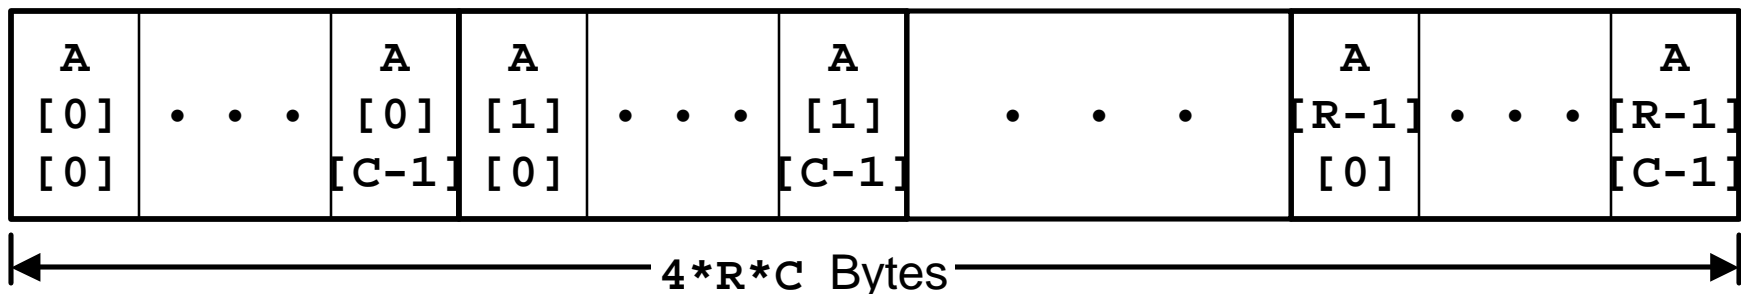 A A A A A A
[0] • • • [0] [1] • • • [1] • • • [R-1] • • • [R-1]
[0] [C-1] [0] [C-1] [0] [C-1]
4*R*C Bytes